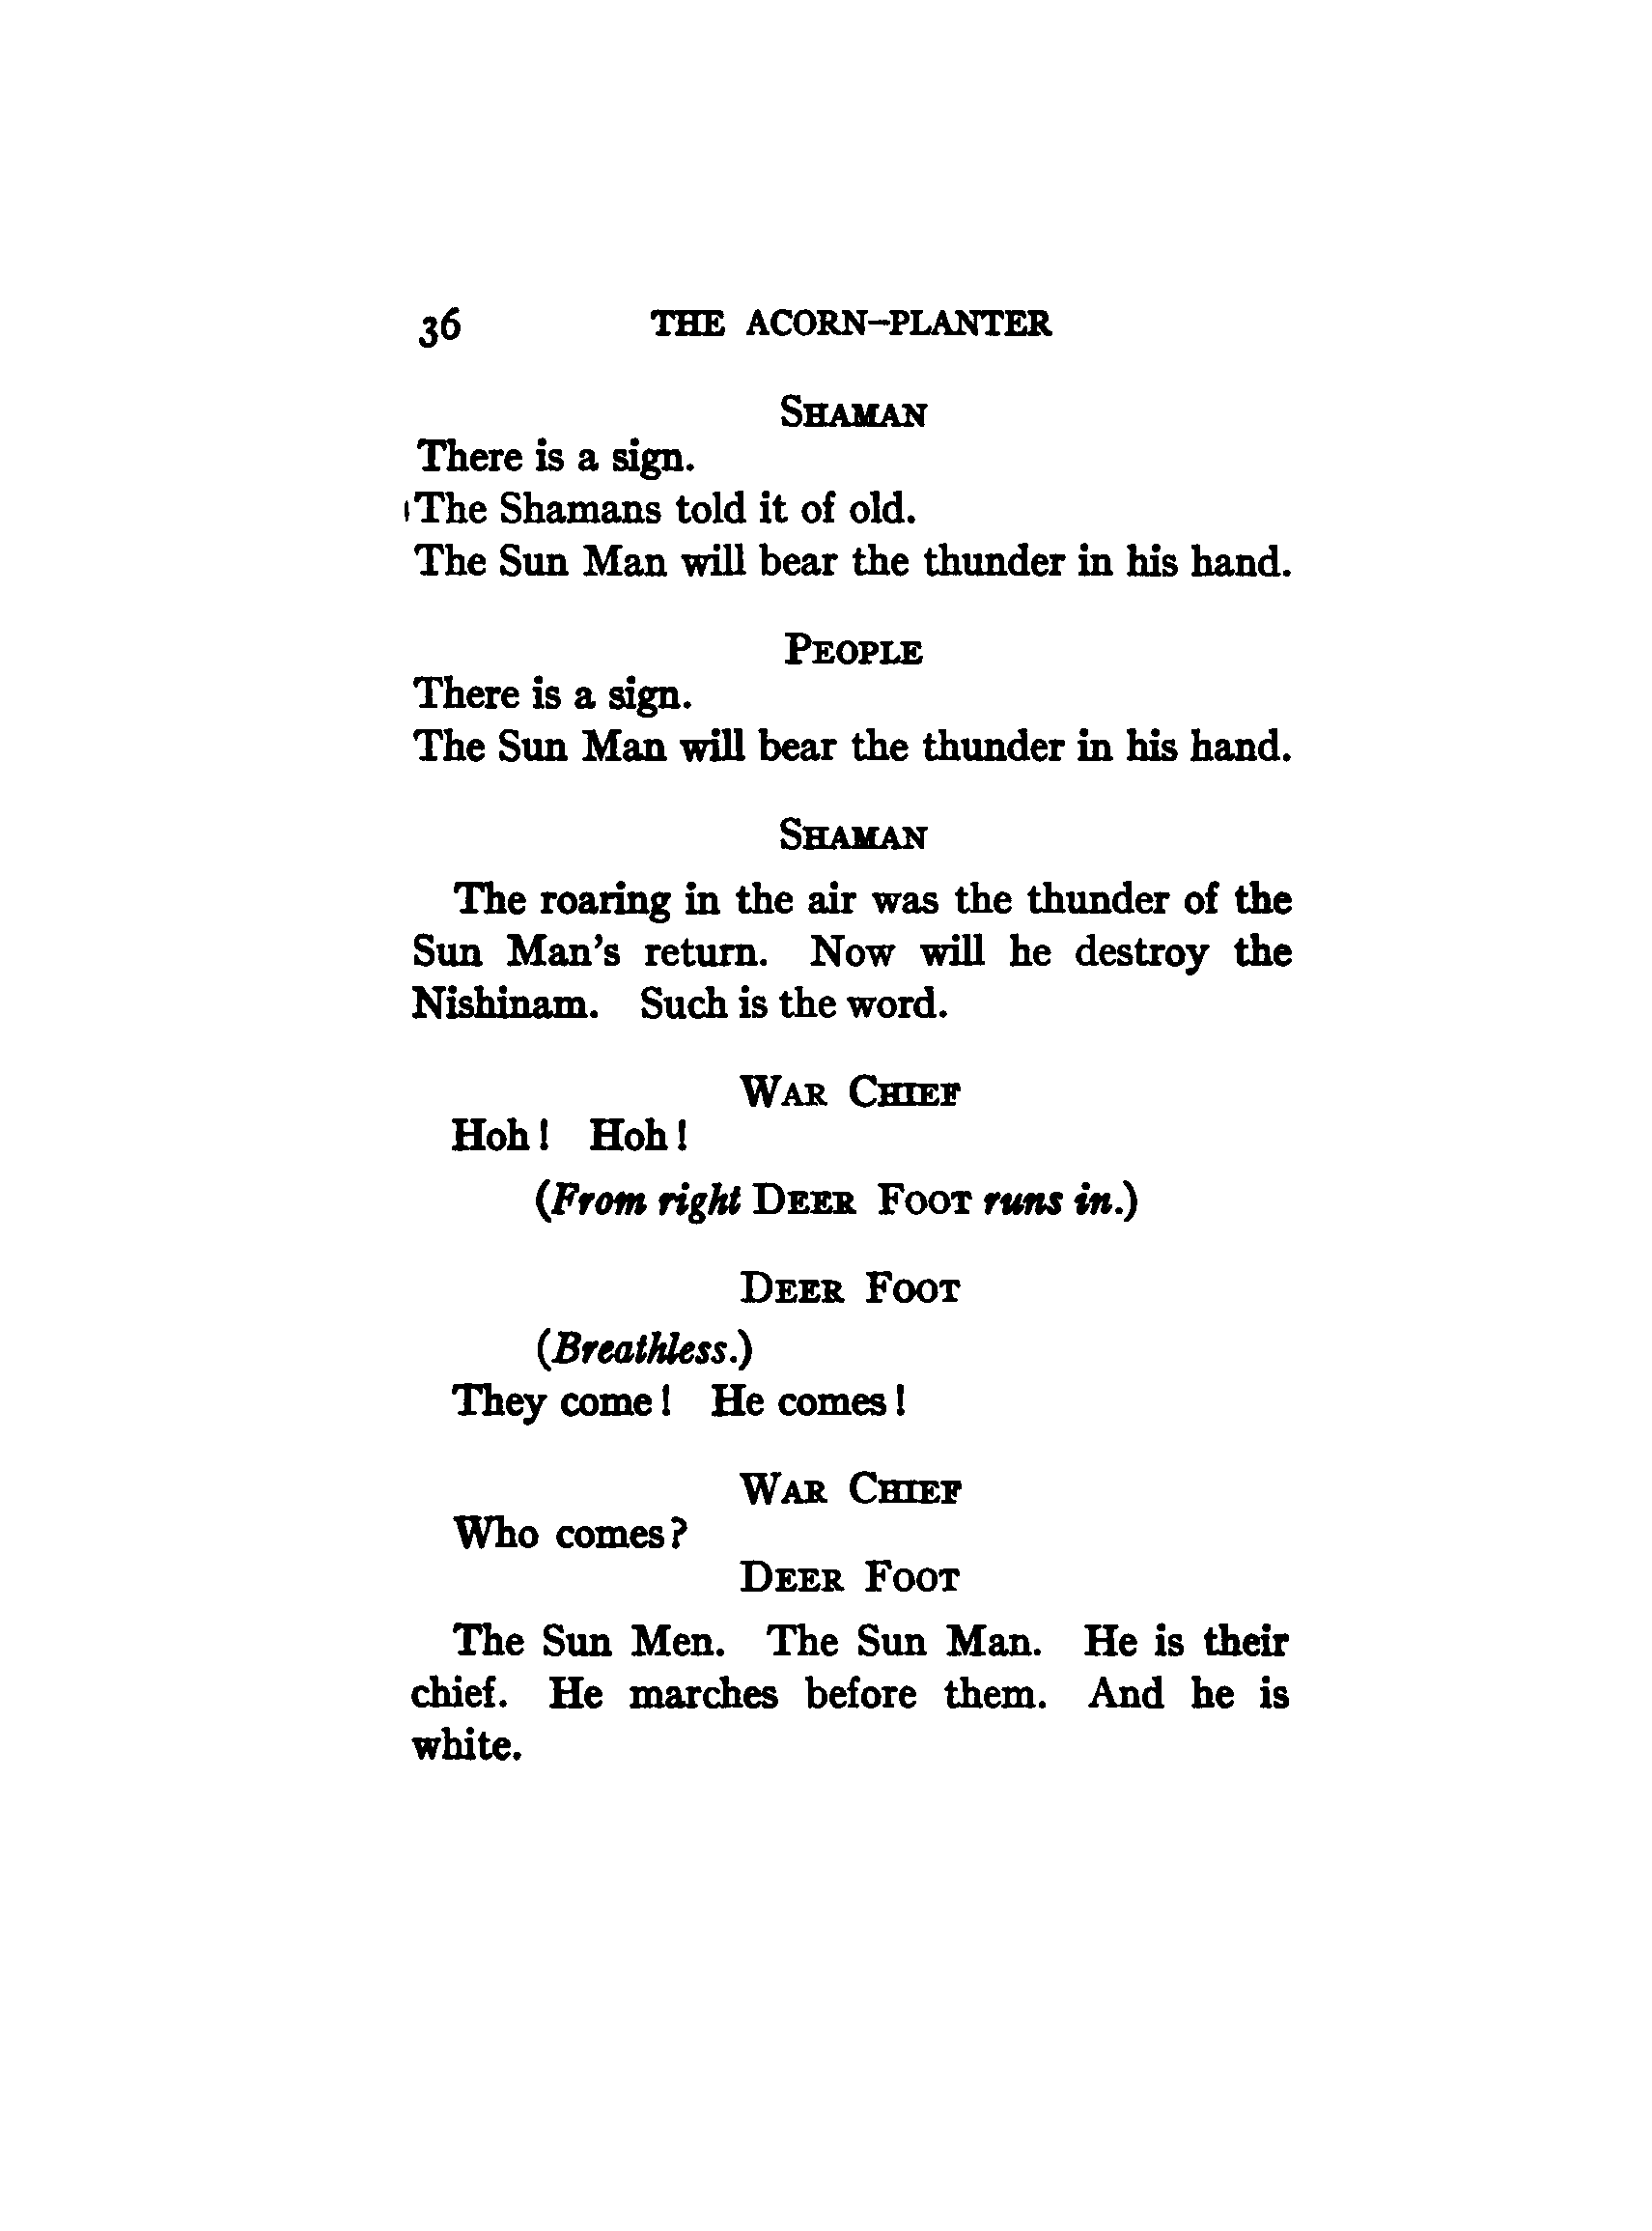 36 THE ACORN-PLANTER
SHAMAN
There is a sign.
The Shamans told it of old.
The Sun Man will bear the thunder in his hand.
PEOPLE
There is a sign.
The Sun Man will bear the thunder in his hand.
SHAMAN
The roaring in the air was the thunder of the
Sun Man's return. Now will he destroy the
Nishinam. Such is the word.
WAR CHIEF
Hoh! Hoh!
(From right DEER FOOT runs in.)
DEER FOOT
(Breathless.)
They come! He comes!
WAR CHIEF
Who comes?
DEER FOOT
The Sun Men. The Sun Man. He is their
chief. He marches before them. And he is
white.